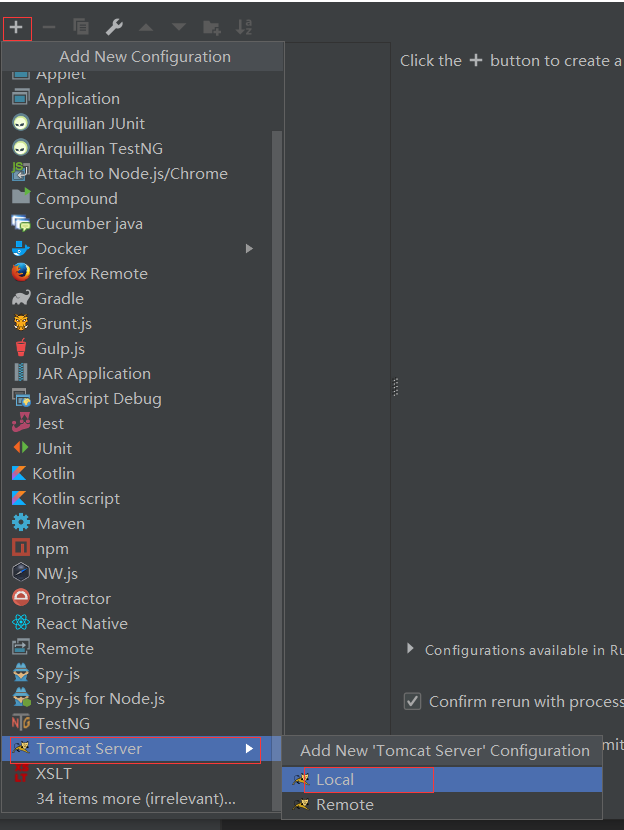 Add New Configuration
Click the + button to create a
Applet
Application
Arquillian JUnit
Arquillian TestNG
Attach to Node.js/Chrome
Compound
Cucumber java
Docker
Firefox Remote
Gradle
Grunt.js
Gulp.js
JAR Application
JavaScript Debug
Jest
JUnit
Kotlin
Kotlin script
Maven
npm
NW.js
Protractor
React Native
Remote
Configurations available in Ru
Spy-js
Spy-js for Node.js
Confirm rerun with process
TestNG
Tomcat Server
Add New 'Tomcat Server' Configuration
mit
XSLT
Local
34 items more (irrelevant)...
Remote